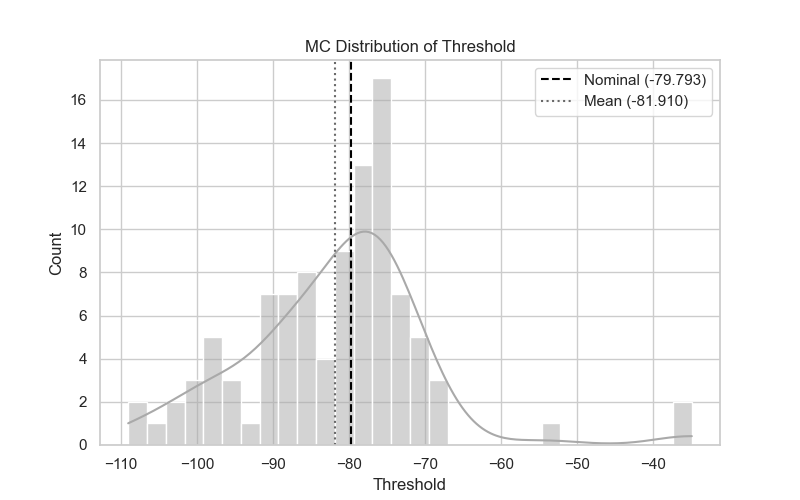 MC Distribution of Threshold
Nominal (-79.793)
Mean (-81.910)
Count
16
14
12
10
8
6
4
2
0
−110 −100 −90 −80 −70 −60 −50 −40
Threshold